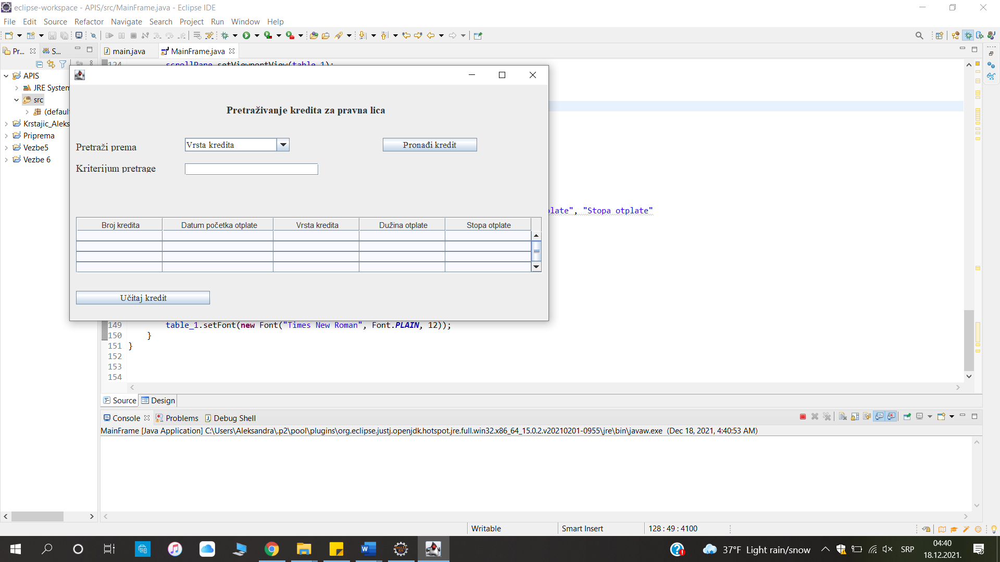 eclipse-workspace - APIS/src/MainFrame.java - Eclipse IDE
File Edit Source Refactor Navigate Search Project Run Window Help
Pr... S... main.java MainFrame.java
APIS
JRE System
src
(defaul
Krstajic_Aleks
Priprema
Vezbe5
Vezbe 6
124 scrollPane.setViewportView(table_1);
Pretraživanje kredita za pravna lica
Pretraži prema Vrsta kredita Pronađi kredit
Kriterijum pretrage
plate", "Stopa otplate"
Broj kredita Datum početka otplate Vrsta kredita Dužina otplate Stopa otplate
Učitaj kredit
149 table_1.setFont(new Font("Times New Roman", Font.PLAIN, 12));
150 }
151 }
152
153
154
Source Design
Console Problems Debug Shell
MainFrame [Java Application] C:\Users\Aleksandra\.p2\pool\plugins\org.eclipse.justj.openjdk.hotspot.jre.full.win32.x86_64_15.0.2.v20210201-0955\jre\bin\javaw.exe (Dec 18, 2021, 4:40:53 AM)
Writable Smart Insert 128 : 49 : 4100
37°F Light rain/snow SRP 04:40
18.12.2021.